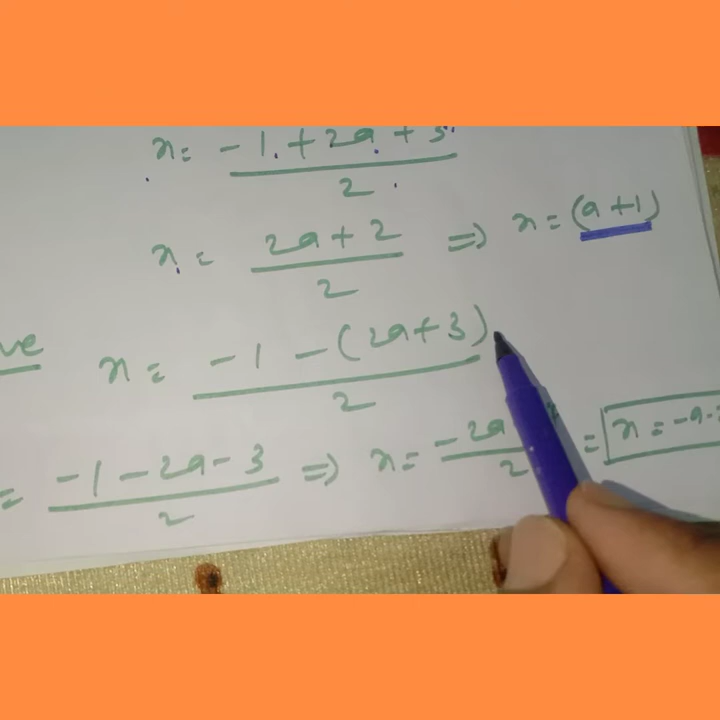 x = -1 + 2a + 3 / 2
x = 2a + 2 / 2 ⇒ x = (a + 1)
ve x = -1 - (2a + 3) / 2
= -1 - 2a - 3 / 2 ⇒ x = -2a / 2 = x = -a -